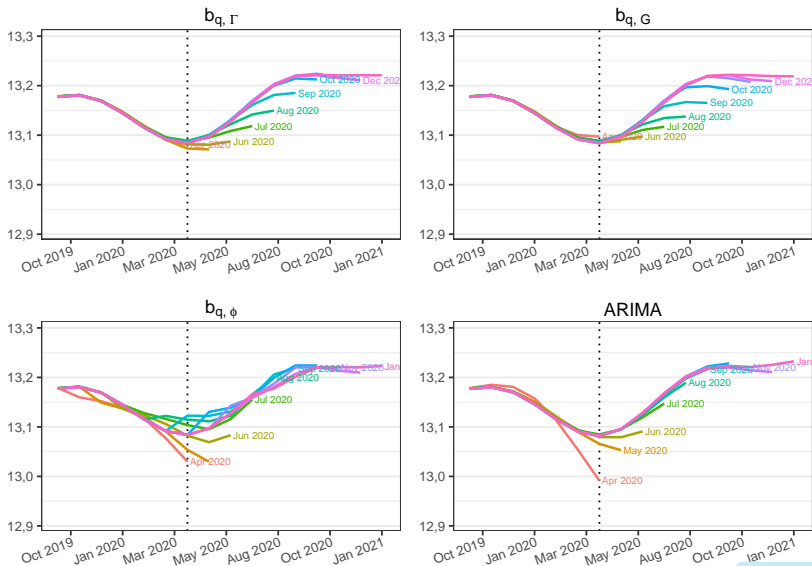 b q, Γ
b q, G
13,3
13,2
13,1
13,0
12,9
Oct 2020
Dec 202
Sep 2020
Aug 2020
Jul 2020
Jun 2020
Oct 2019
Jan 2020
Mar 2020
May 2020
Aug 2020
Oct 2020
Jan 2021
13,3
13,2
13,1
13,0
12,9
Dec 2020
Oct 2020
Sep 2020
Aug 2020
Jul 2020
Jun 2020
Oct 2019
Jan 2020
Mar 2020
May 2020
Aug 2020
Oct 2020
Jan 2021
b q, ϕ
ARIMA
13,3
13,2
13,1
13,0
12,9
Nov 2020
Jan
Sep 2020
Aug 2020
Jul 2020
Jun 2020
Apr 2020
Oct 2019
Jan 2020
Mar 2020
May 2020
Aug 2020
Oct 2020
Jan 2021
13,3
13,2
13,1
13,0
12,9
Jan
Nov 2020
Sep 2020
Aug 2020
Jul 2020
Jun 2020
May 2020
Apr 2020
Oct 2019
Jan 2020
Mar 2020
May 2020
Aug 2020
Oct 2020
Jan 2021